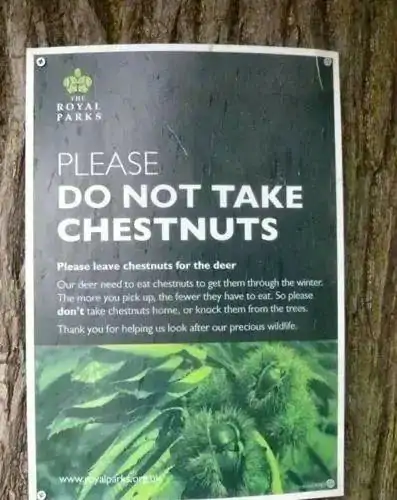 THE
ROYAL
PARKS
PLEASE
DO NOT TAKE
CHESTNUTS
Please leave chestnuts for the deer
Our deer need to eat chestnuts to get them through the winter.
The more you pick up, the fewer they have to eat. So please
don't take chestnuts home, or knock them from the trees.
Thank you for helping us look after our precious wildlife.
www.royalparks.org.uk